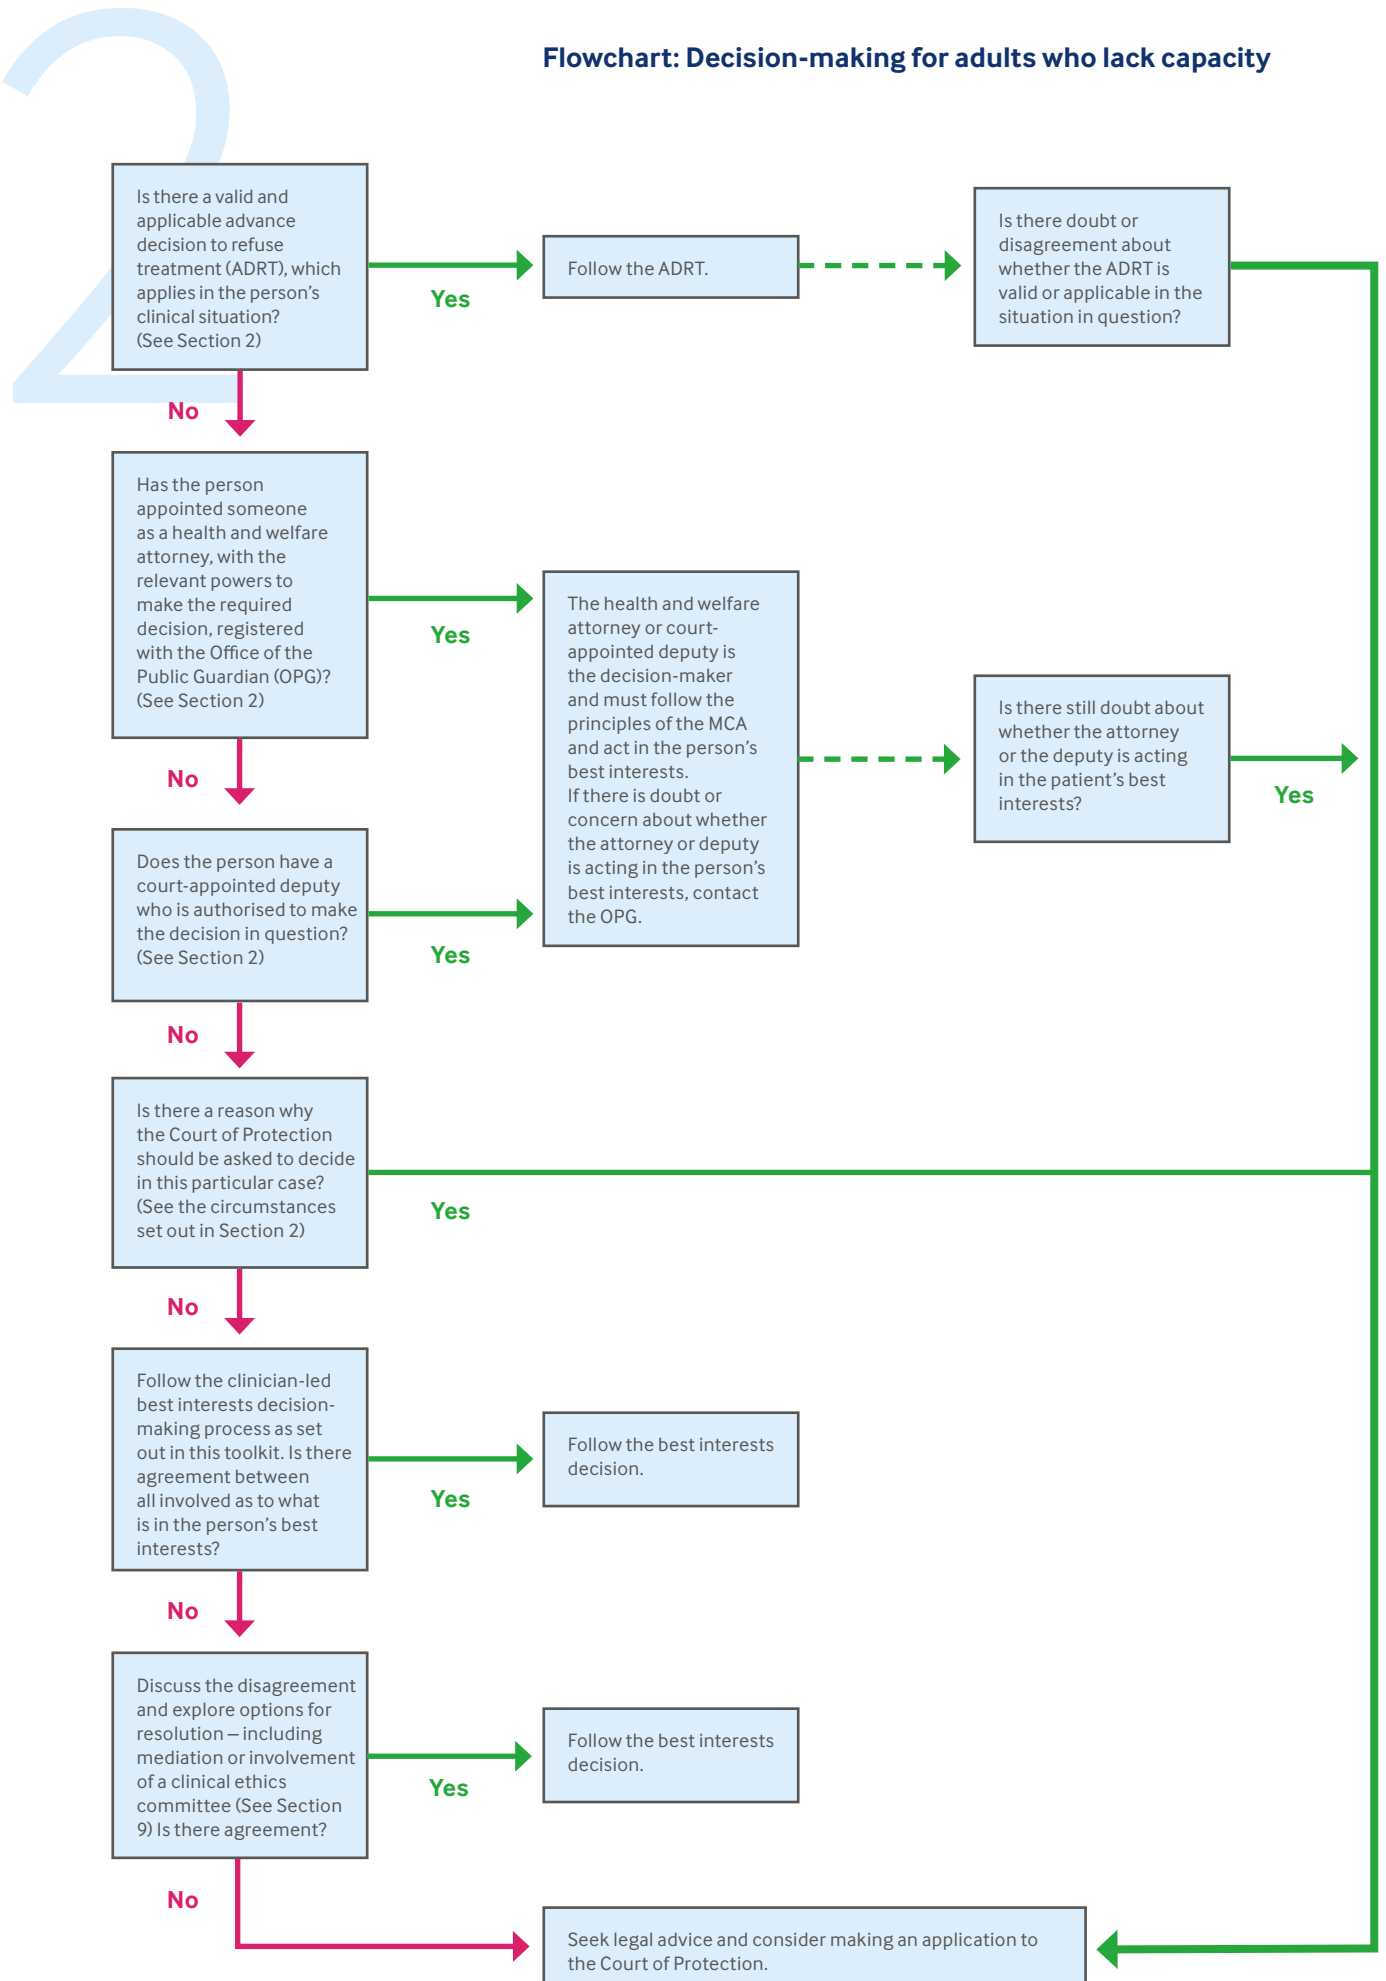 2
Flowchart: Decision-making for adults who lack capacity
Is there a valid and
applicable advance
decision to refuse
treatment (ADRT), which
applies in the person’s
clinical situation?
(See Section 2)
Yes
Follow the ADRT.
Is there doubt or
disagreement about
whether the ADRT is
valid or applicable in the
situation in question?
No
Has the person
appointed someone
as a health and welfare
attorney, with the
relevant powers to
make the required
decision, registered
with the Office of the
Public Guardian (OPG)?
(See Section 2)
Yes
The health and welfare
attorney or court-
appointed deputy is
the decision-maker
and must follow the
principles of the MCA
and act in the person’s
best interests.
If there is doubt or
concern about whether
the attorney or deputy
is acting in the person’s
best interests, contact
the OPG.
Is there still doubt about
whether the attorney
or the deputy is acting
in the patient’s best
interests?
Yes
No
Does the person have a
court-appointed deputy
who is authorised to make
the decision in question?
(See Section 2)
Yes
No
Is there a reason why
the Court of Protection
should be asked to decide
in this particular case?
(See the circumstances
set out in Section 2)
Yes
No
Follow the clinician-led
best interests decision-
making process as set
out in this toolkit. Is there
agreement between
all involved as to what
is in the person’s best
interests?
Yes
Follow the best interests
decision.
No
Discuss the disagreement
and explore options for
resolution – including
mediation or involvement
of a clinical ethics
committee (See Section
9) Is there agreement?
Yes
Follow the best interests
decision.
No
Seek legal advice and consider making an application to
the Court of Protection.